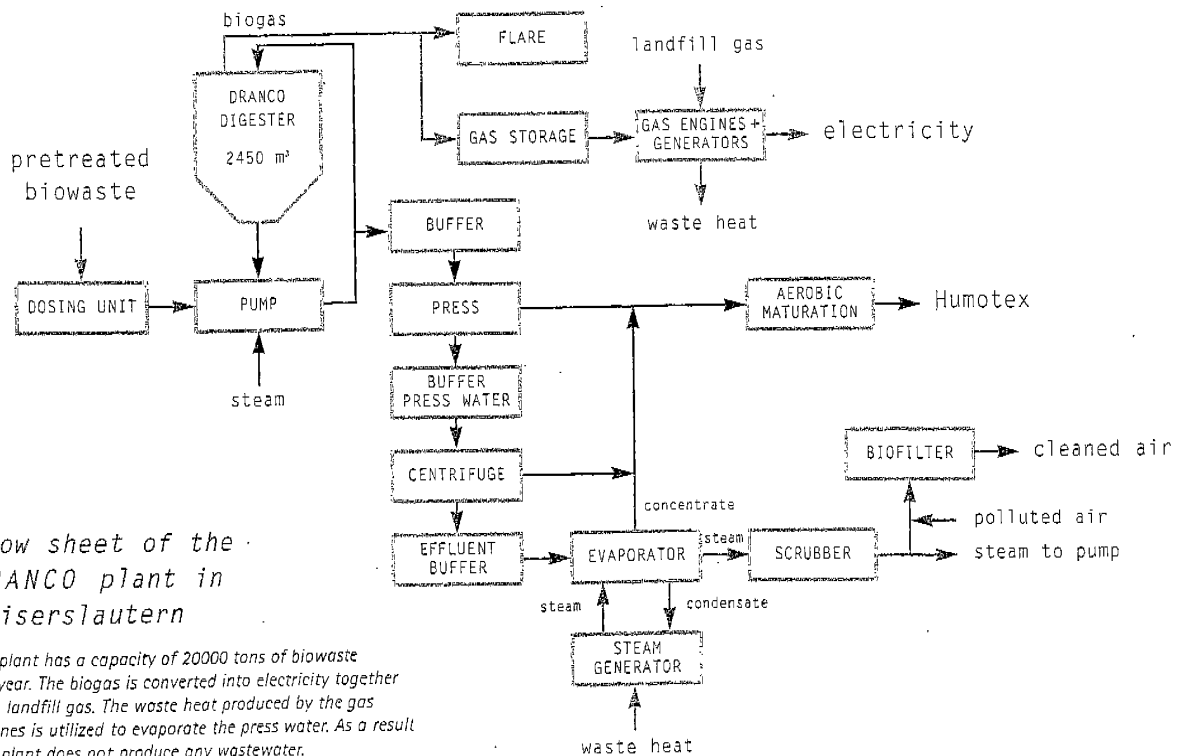 biogas
FLARE
landfill gas
DRANCO
DIGESTER
2450 m³
GAS STORAGE
GAS ENGINES +
GENERATORS
electricity
pretreated
biowaste
waste heat
BUFFER
DOSING UNIT
PUMP
PRESS
AEROBIC
MATURATION
Humotex
steam
BUFFER
PRESS WATER
BIOFILTER
cleaned air
CENTRIFUGE
concentrate
polluted air
EFFLUENT
BUFFER
EVAPORATOR
steam
SCRUBBER
steam to pump
steam
condensate
STEAM
GENERATOR
waste heat
ow sheet of the
ANCO plant in
iserslautern
plant has a capacity of 20000 tons of biowaste
year. The biogas is converted into electricity together
landfill gas. The waste heat produced by the gas
nes is utilized to evaporate the press water. As a result
plant does not produce any wastewater.